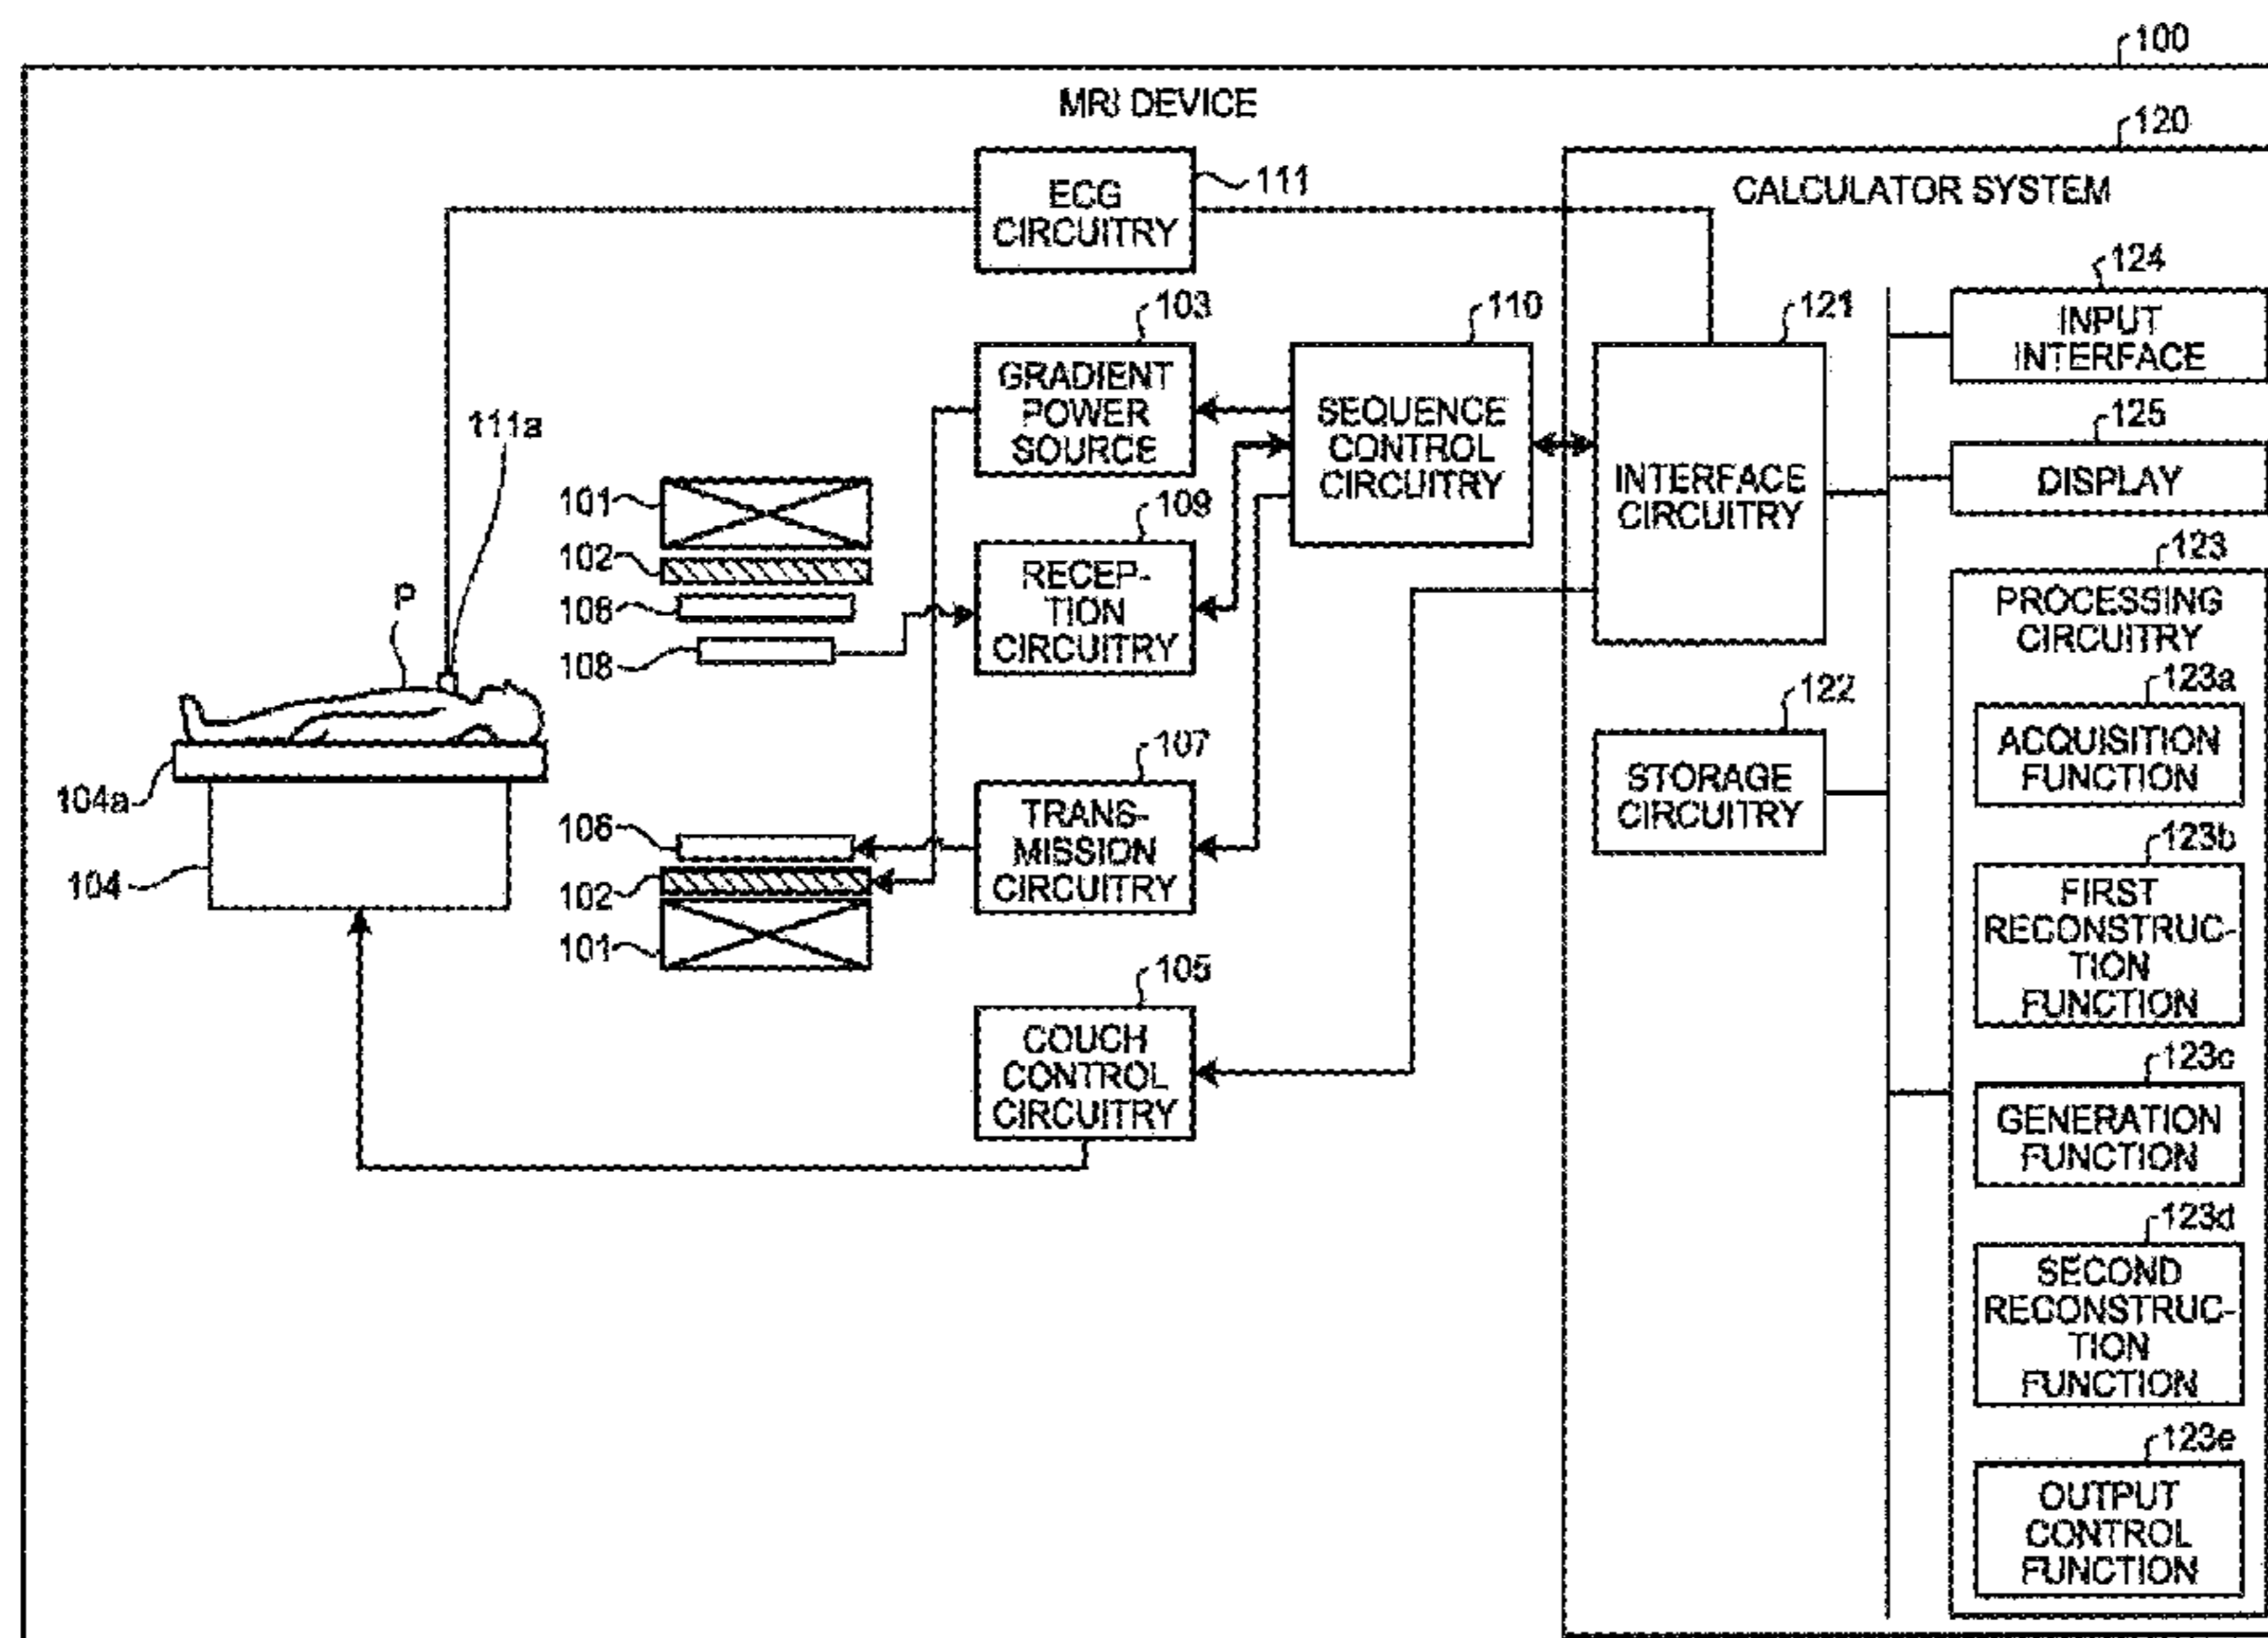 100
MRI DEVICE
120
CALCULATOR SYSTEM
ECG
CIRCUITRY
111
124
INPUT
INTERFACE
103
GRADIENT
POWER
SOURCE
110
SEQUENCE
CONTROL
CIRCUITRY
121
INTERFACE
CIRCUITRY
125
DISPLAY
111a
P
101
102
106
108
109
RECEP-
TION
CIRCUITRY
123
PROCESSING
CIRCUITRY
123a
ACQUISITION
FUNCTION
122
STORAGE
CIRCUITRY
104a
104
107
TRANS-
MISSION
CIRCUITRY
106
102
101
123b
FIRST
RECONSTRUC-
TION
FUNCTION
105
COUCH
CONTROL
CIRCUITRY
123c
GENERATION
FUNCTION
123d
SECOND
RECONSTRUC-
TION
FUNCTION
123e
OUTPUT
CONTROL
FUNCTION